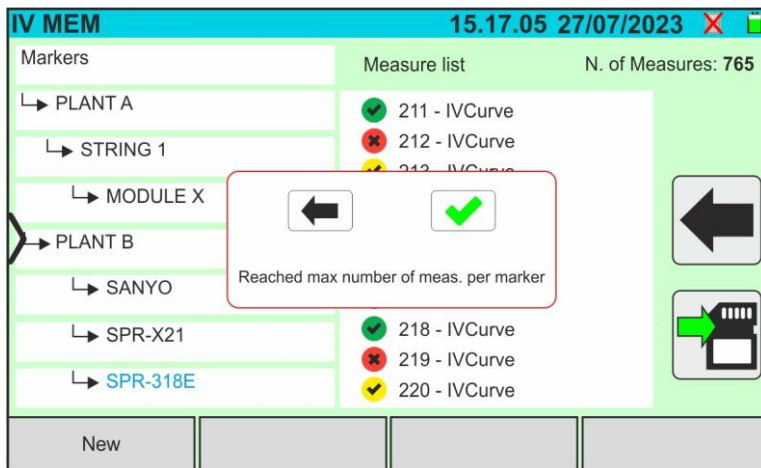 IV MEM 15.17.05 27/07/2023
Markers
Measure list N. of Measures: 765
PLANT A
STRING 1
MODULE X
PLANT B
SANYO
SPR-X21
SPR-318E
211 - IVCurve
212 - IVCurve
213 - IVCurve
Reached max number of meas. per marker
218 - IVCurve
219 - IVCurve
220 - IVCurve
New